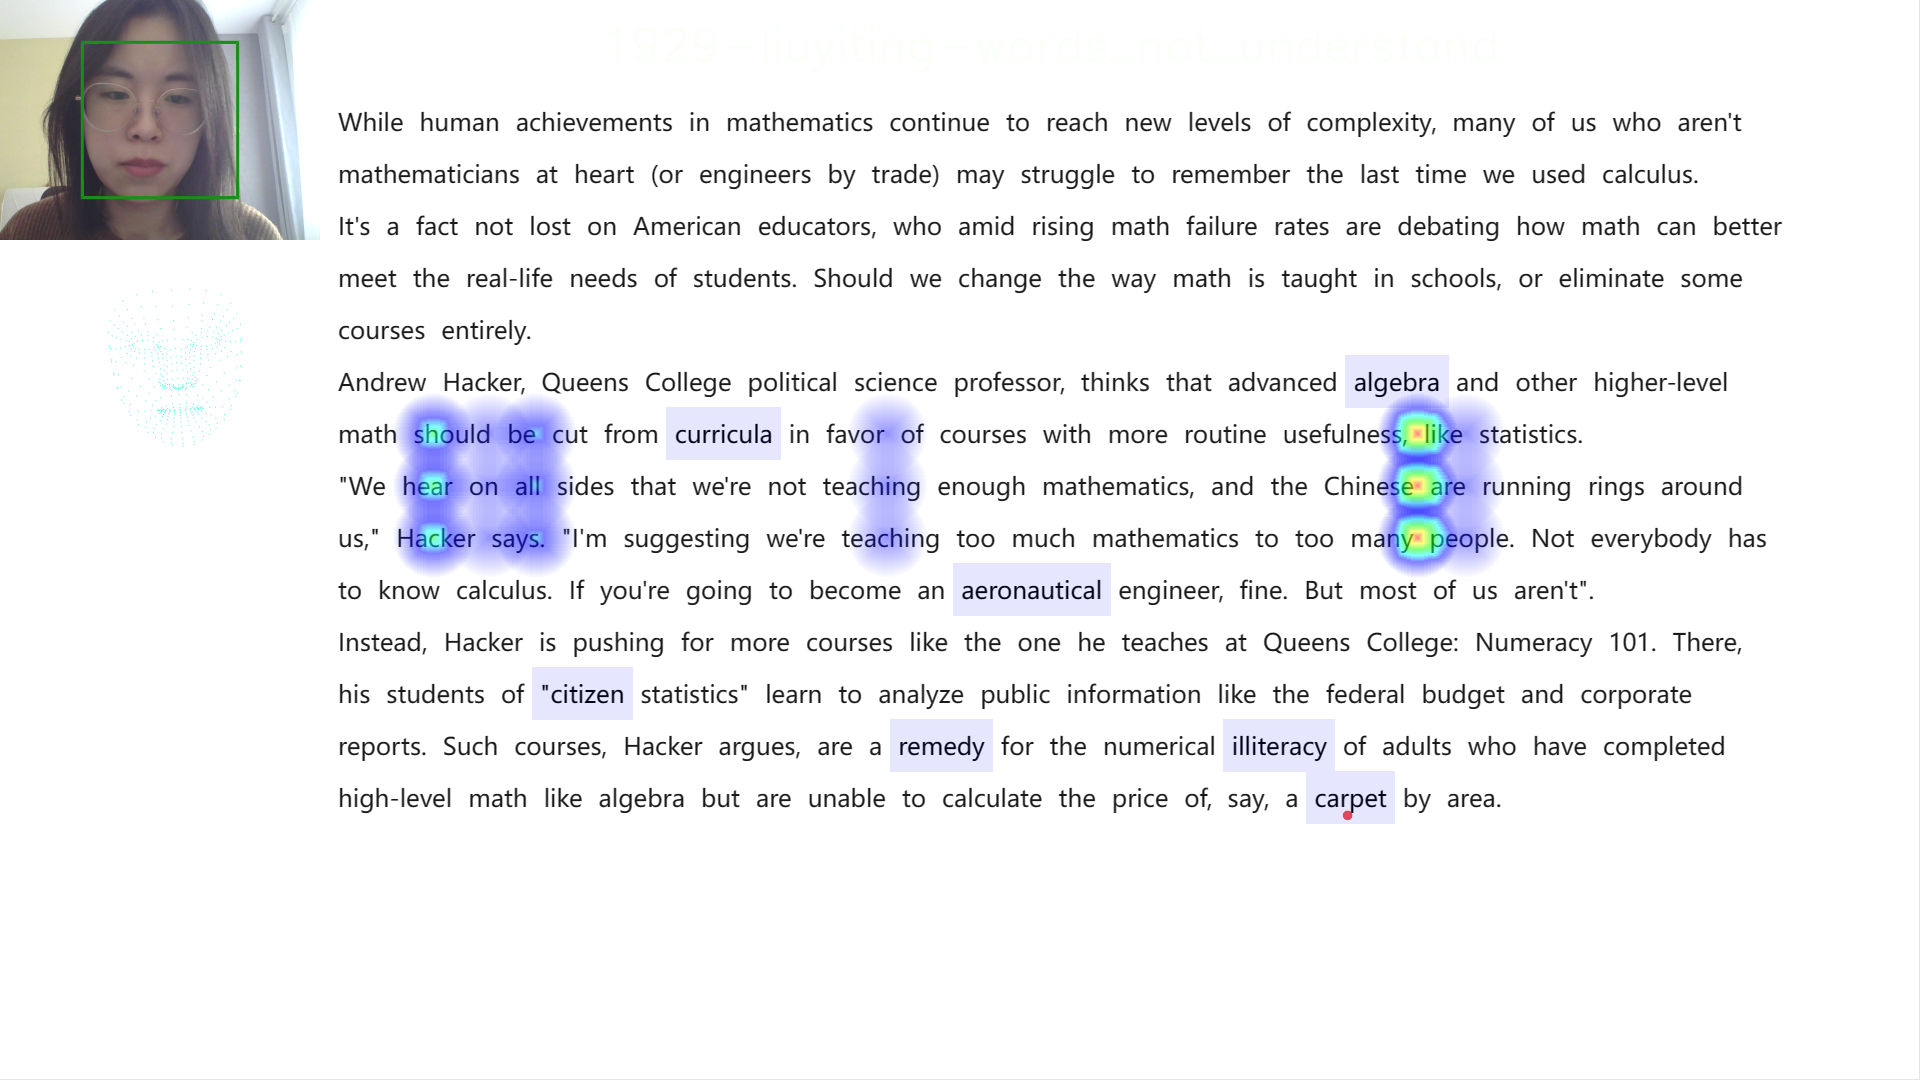 1929-liuyiting-words_not_understand
While human achievements in mathematics continue to reach new levels of complexity, many of us who aren't
mathematicians at heart (or engineers by trade) may struggle to remember the last time we used calculus.
It's a fact not lost on American educators, who amid rising math failure rates are debating how math can better
meet the real-life needs of students. Should we change the way math is taught in schools, or eliminate some
courses entirely.
Andrew Hacker, Queens College political science professor, thinks that advanced algebra and other higher-level
math should be cut from curricula in favor of courses with more routine usefulness, like statistics.
"We hear on all sides that we're not teaching enough mathematics, and the Chinese are running rings around
us," Hacker says. "I'm suggesting we're teaching too much mathematics to too many people. Not everybody has
to know calculus. If you're going to become an aeronautical engineer, fine. But most of us aren't".
Instead, Hacker is pushing for more courses like the one he teaches at Queens College: Numeracy 101. There,
his students of "citizen statistics" learn to analyze public information like the federal budget and corporate
reports. Such courses, Hacker argues, are a remedy for the numerical illiteracy of adults who have completed
high-level math like algebra but are unable to calculate the price of, say, a carpet by area.